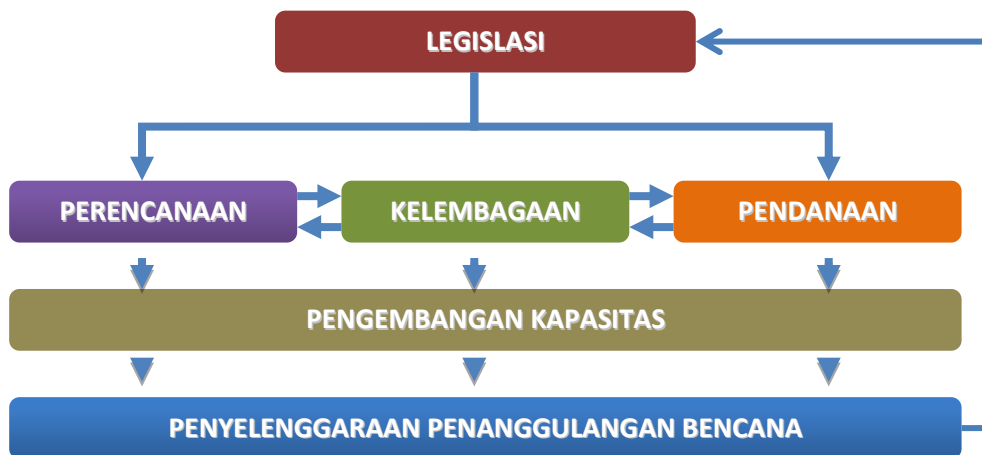 LEGISLASI
PERENCANAAN
KELEMBAGAAN
PENDANAAN
PENGEMBANGAN KAPASITAS
PENYELENGGARAAN PENANGGULANGAN BENCANA